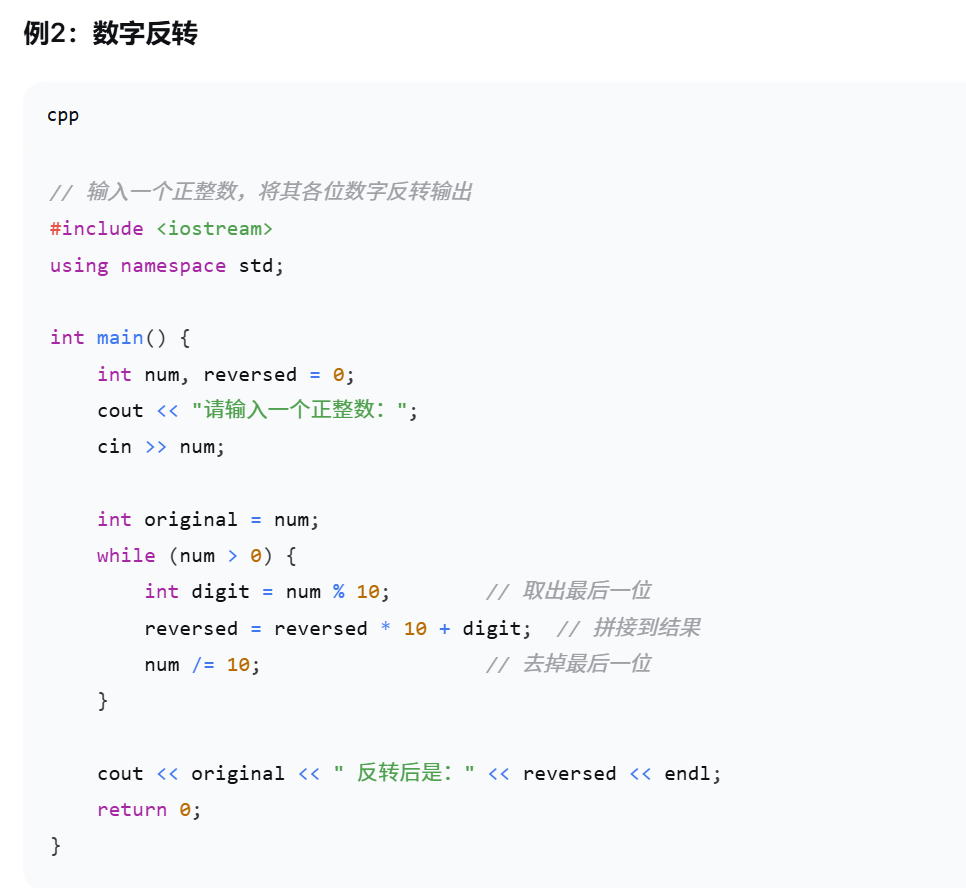 例2：数字反转
cpp
// 输入一个正整数，将其各位数字反转输出
#include <iostream>
using namespace std;
int main() {
    int num, reversed = 0;
    cout << "请输入一个正整数：";
    cin >> num;
    int original = num;
    while (num > 0) {
        int digit = num % 10;        // 取出最后一位
        reversed = reversed * 10 + digit;  // 拼接到结果
        num /= 10;                   // 去掉最后一位
    }
    cout << original << " 反转后是：" << reversed << endl;
    return 0;
}